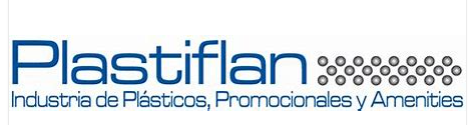 Plastiflan
Industria de Plásticos, Promocionales y Amenities